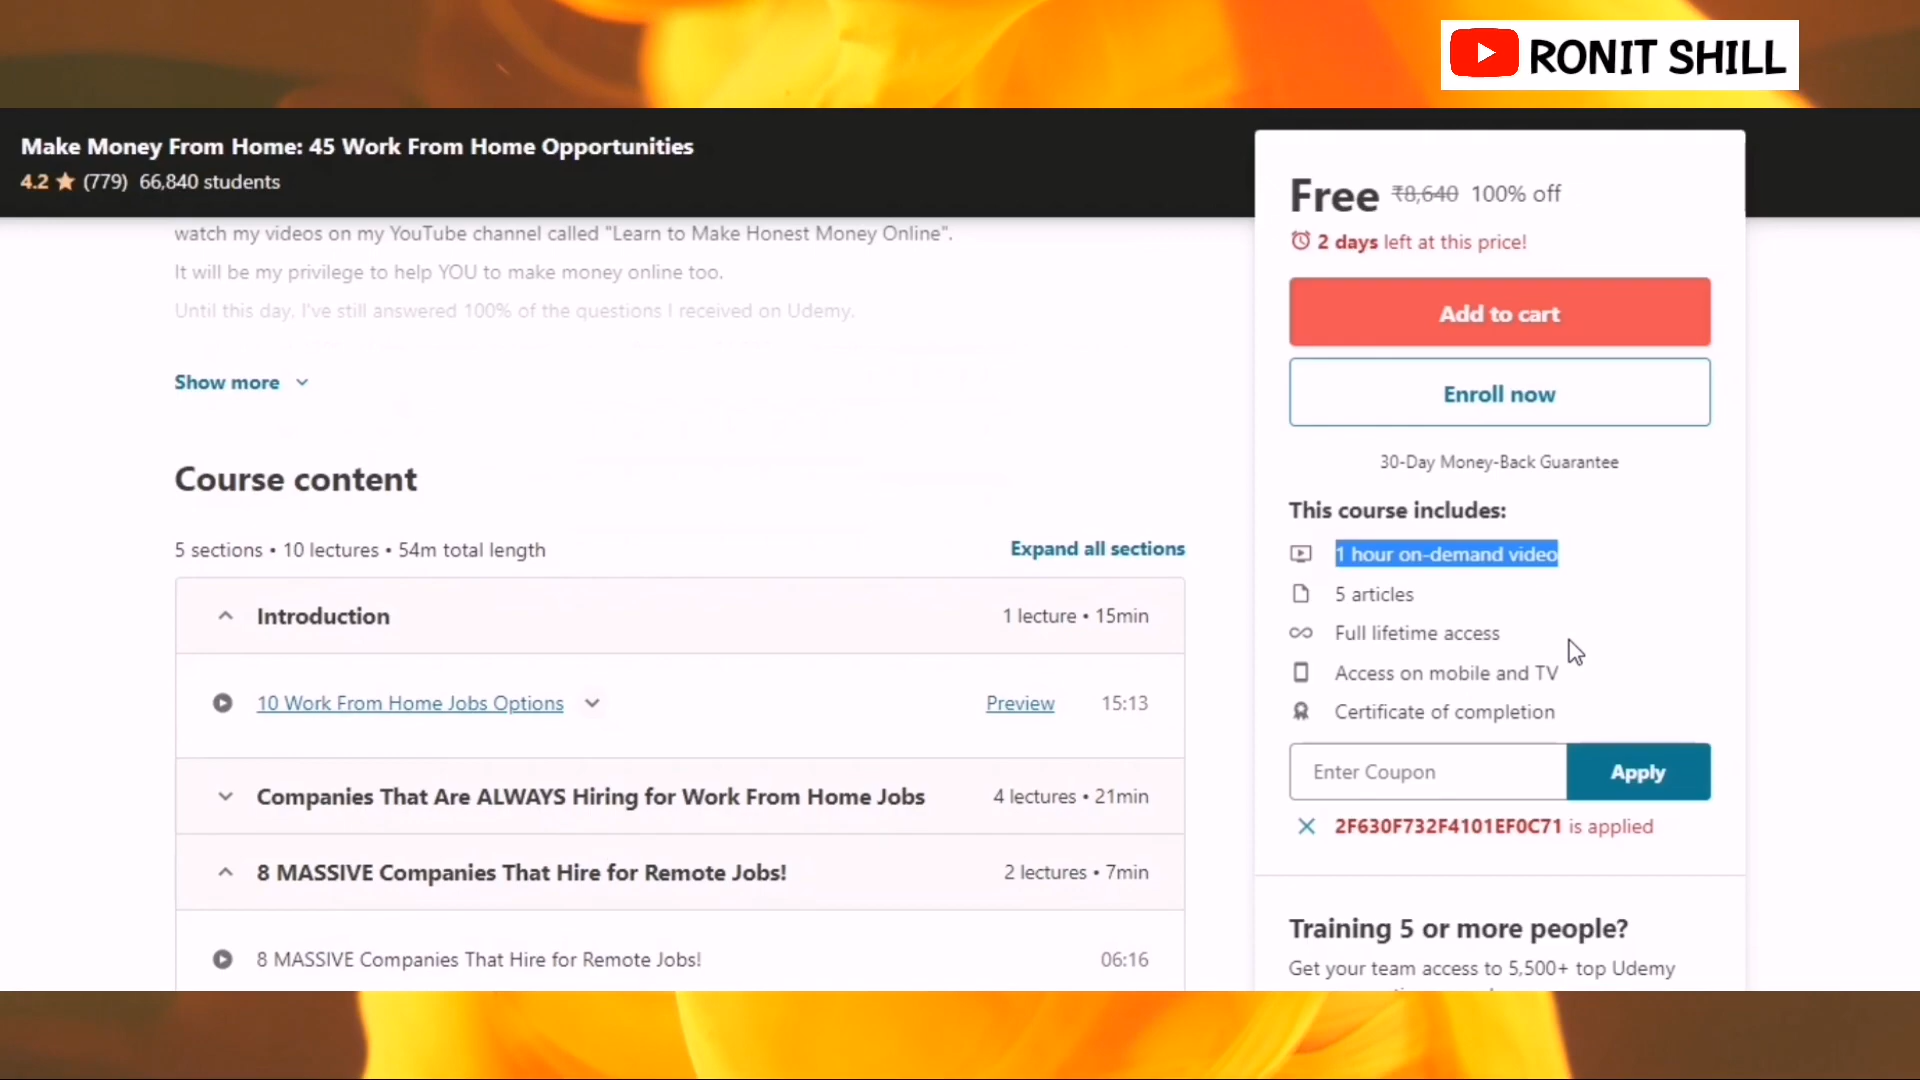 RONIT SHILL
Make Money From Home: 45 Work From Home Opportunities
4.2 (779) 66,840 students
watch my videos on my YouTube channel called "Learn to Make Honest Money Online".
It will be my privilege to help YOU to make money online too.
Until this day, I've still answered 100% of the questions I received on Udemy.
Show more
Course content
5 sections • 10 lectures • 54m total length
Expand all sections
Introduction
1 lecture • 15min
10 Work From Home Jobs Options
Preview
15:13
Companies That Are ALWAYS Hiring for Work From Home Jobs
4 lectures • 21min
8 MASSIVE Companies That Hire for Remote Jobs!
2 lectures • 7min
8 MASSIVE Companies That Hire for Remote Jobs!
06:16
Free ₹8,640 100% off
2 days left at this price!
Add to cart
Enroll now
30-Day Money-Back Guarantee
This course includes:
1 hour on-demand video
5 articles
Full lifetime access
Access on mobile and TV
Certificate of completion
Enter Coupon
Apply
2F630F732F4101EF0C71 is applied
Training 5 or more people?
Get your team access to 5,500+ top Udemy